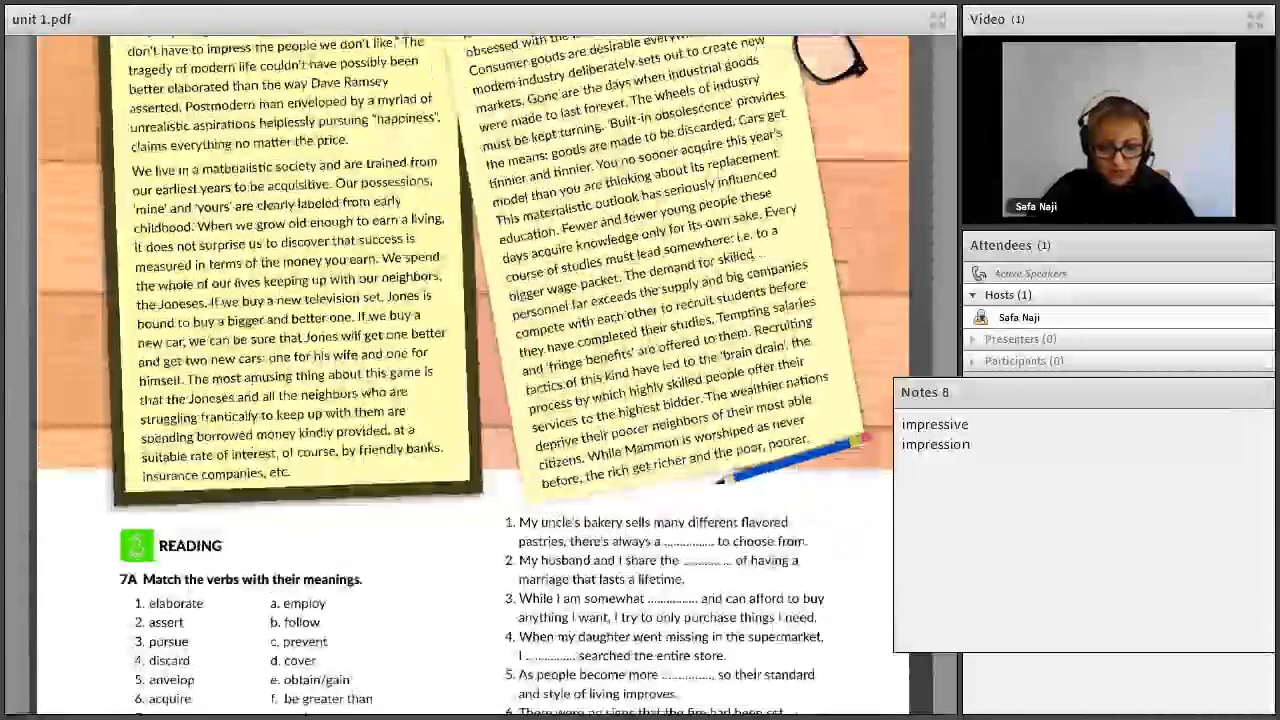 unit 1.pdf
don't have to impress the people we don't like." The
tragedy of modern life couldn't have possibly been
better elaborated than the way Dave Ramsey
asserted. Postmodern man enveloped by a myriad of
unrealistic aspirations helplessly pursuing "happiness",
claims everything no matter the price.
We live in a materialistic society and are trained from
our earliest years to be acquisitive. Our possessions,
'mine' and 'yours' are clearly labeled from early
childhood. When we grow old enough to earn a living,
it does not surprise us to discover that success is
measured in terms of the money you earn. We spend
the whole of our lives keeping up with our neighbors,
the Joneses. If we buy a new television set, Jones is
bound to buy a bigger and better one. If we buy a
new car, we can be sure that Jones will get one better
and get two new cars: one for his wife and one for
himself. The most amusing thing about this game is
that the Joneses and all the neighbors who are
struggling frantically to keep up with them are
spending borrowed money kindly provided, at a
suitable rate of interest, of course, by friendly banks,
insurance companies, etc.
obsessed with the
Consumer goods are desirable
modern industry deliberately sets out to create new
markets. Gone are the days when industrial goods
were made to last forever. The wheels of industry
must be kept turning. 'Built-in obsolescence' provides
the means: goods are made to be discarded. Cars get
tinnier and tinnier. You no sooner acquire this year's
model than you are thinking about its replacement.
This materialistic outlook has seriously influenced
education. Fewer and fewer young people these
days acquire knowledge only for its own sake. Every
course of studies must lead somewhere: i.e. to a
bigger wage packet. The demand for skilled
personnel far exceeds the supply and big companies
compete with each other to recruit students before
they have completed their studies. Tempting salaries
and 'fringe benefits' are offered to them. Recruiting
tactics of this kind have led to the 'brain drain', the
process by which highly skilled people offer their
services to the highest bidder. The wealthier nations
deprive their poorer neighbors of their most able
citizens. While Mammon is worshiped as never
before, the rich get richer and the poor, poorer.
READING
7A Match the verbs with their meanings.
1. elaborate a. employ
2. assert b. follow
3. pursue c. prevent
4. discard d. cover
5. envelop e. obtain/gain
6. acquire f. be greater than
1. My uncle's bakery sells many different flavored
pastries, there's always a .............. to choose from.
2. My husband and I share the .............. of having a
marriage that lasts a lifetime.
3. While I am somewhat .............. and can afford to buy
anything I want, I try to only purchase things I need.
4. When my daughter went missing in the supermarket,
I .............. searched the entire store.
5. As people become more .............., so their standard
and style of living improves.
6. There were no signs that the fire had been set
Video (1)
Safa Naji
Attendees (1)
Active Speakers
Hosts (1)
Safa Naji
Presenters (0)
Participants (0)
Notes 8
impressive
impression